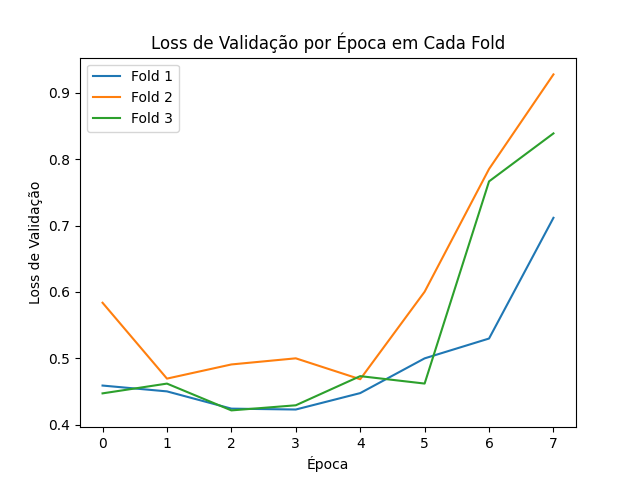 Loss de Validação por Época em Cada Fold
Fold 1
Fold 2
Fold 3
Loss de Validação
0.9
0.8
0.7
0.6
0.5
0.4
0 1 2 3 4 5 6 7
Época